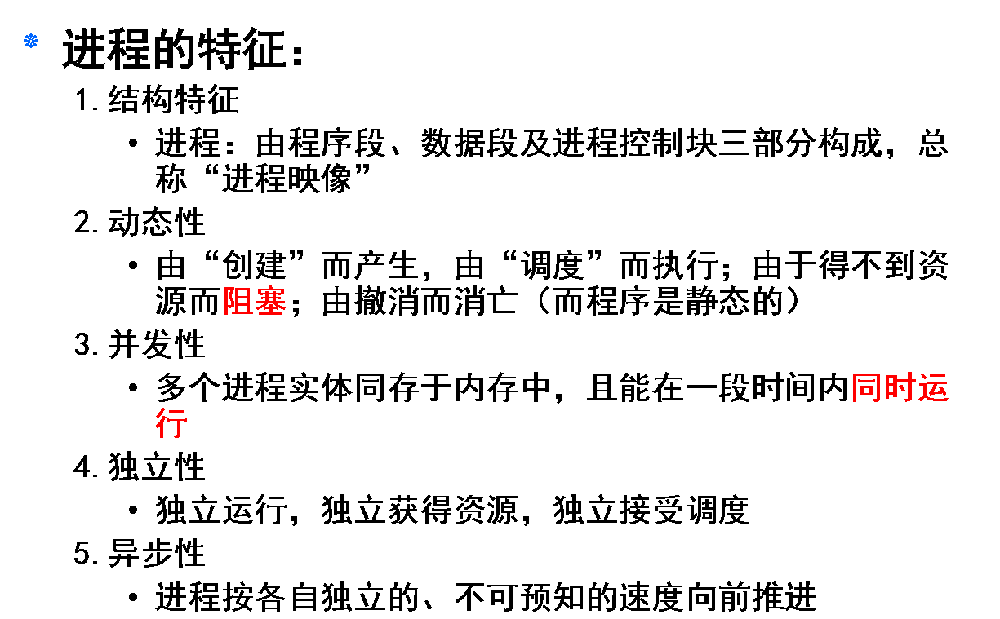 * 进程的特征：
1.结构特征
• 进程：由程序段、数据段及进程控制块三部分构成，总
称“进程映像”
2.动态性
• 由“创建”而产生，由“调度”而执行；由于得不到资
源而阻塞；由撤消而消亡（而程序是静态的）
3.并发性
• 多个进程实体同存于内存中，且能在一段时间内同时运
行
4.独立性
• 独立运行，独立获得资源，独立接受调度
5.异步性
• 进程按各自独立的、不可预知的速度向前推进